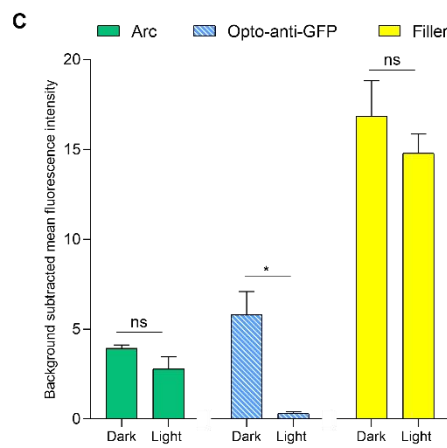 C
Arc Opto-anti-GFP Filler
Background subtracted mean fluorescence intensity
20
15
10
5
0
ns
*
ns
Dark Light Dark Light Dark Light